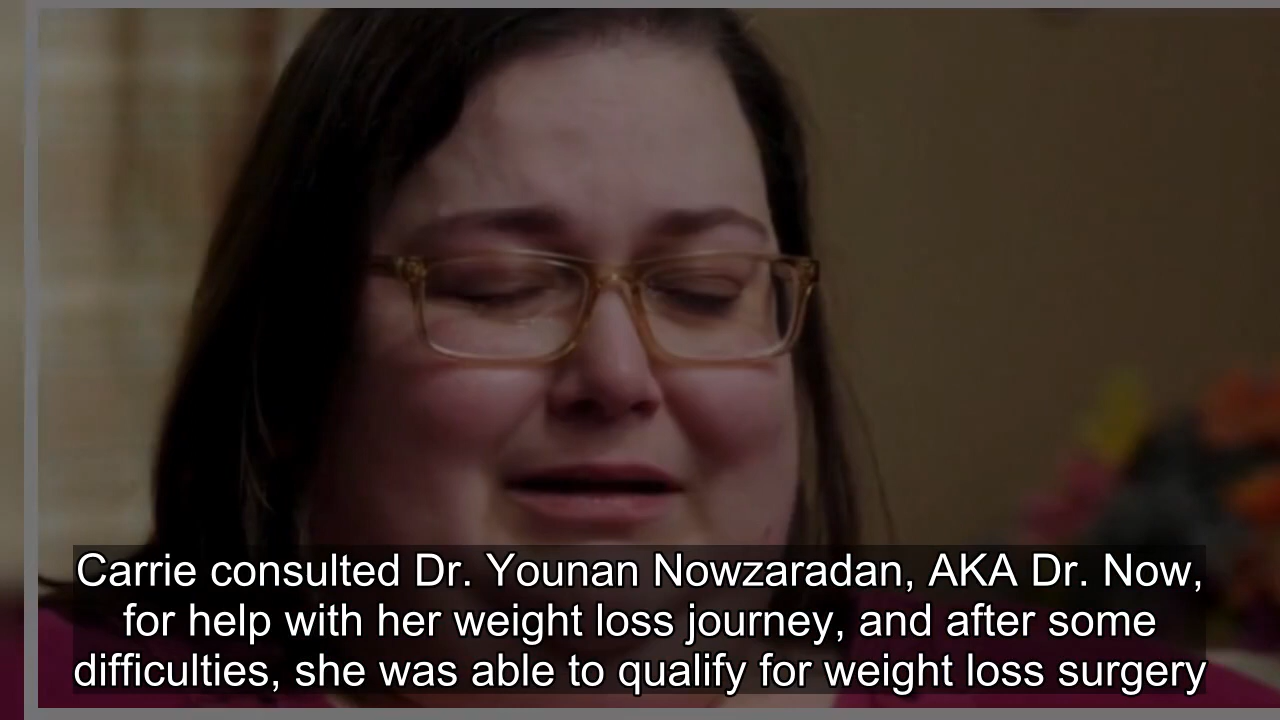 Carrie consulted Dr. Younan Nowzaradan, AKA Dr. Now,
for help with her weight loss journey, and after some
difficulties, she was able to qualify for weight loss surgery